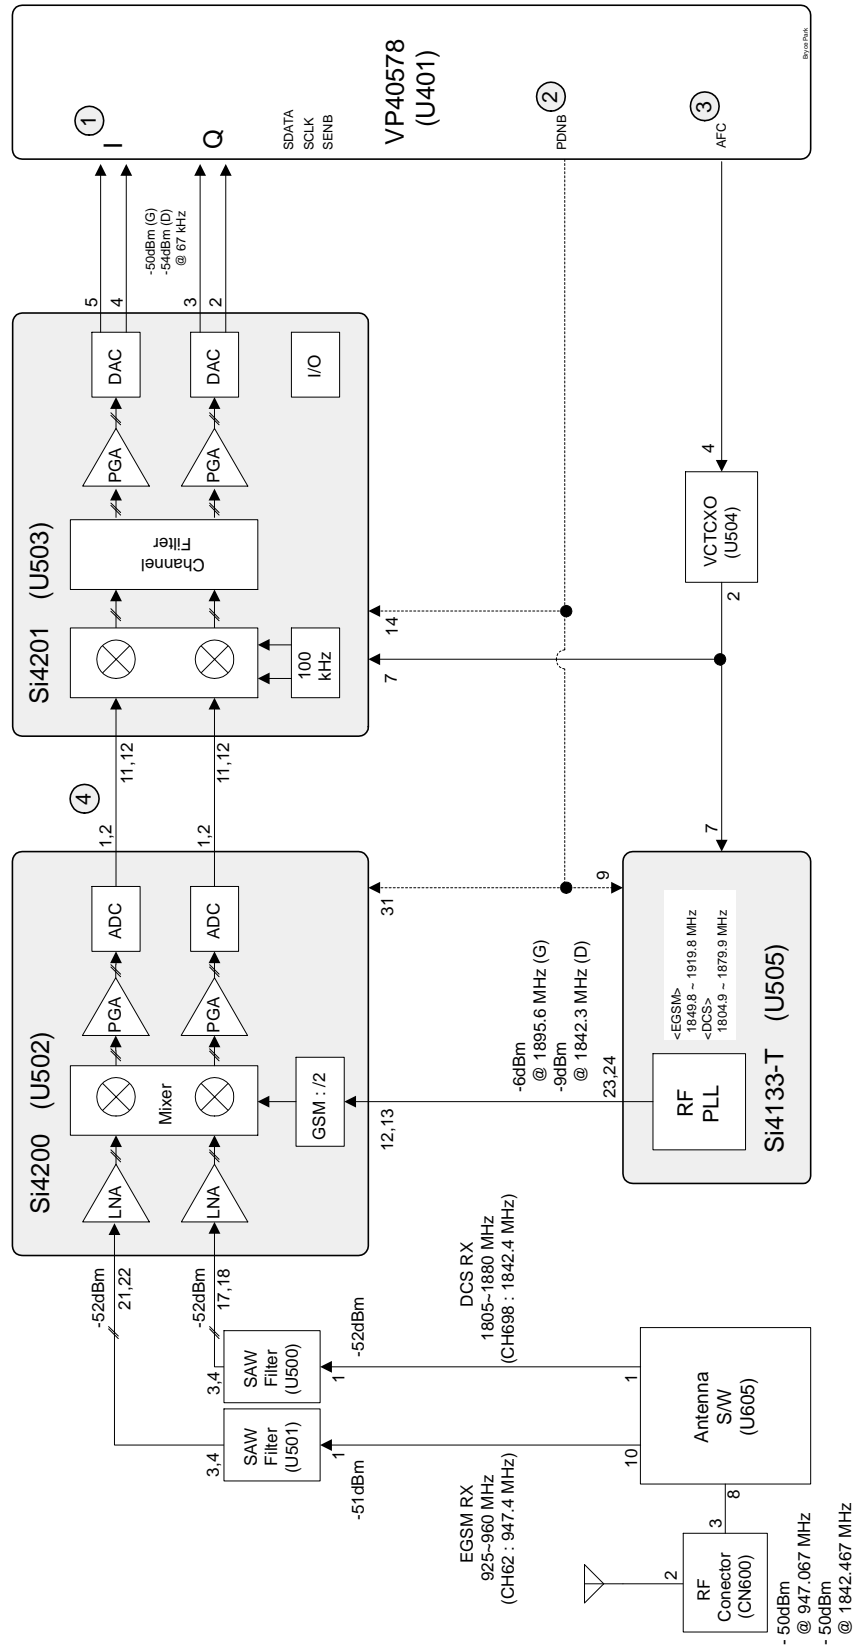 RF
Conector
(CN600)
2
3
8
- 50dBm
@ 947.067 MHz
- 50dBm
@ 1842.467 MHz
Antenna
S/W
(U605)
10
1
EGSM RX
925~960 MHz
(CH62 : 947.4 MHz)
DCS RX
1805~1880 MHz
(CH698 : 1842.4 MHz)
-51dBm
-52dBm
1
1
SAW
Filter
(U501)
SAW
Filter
(U500)
3,4
3,4
-52dBm
21,22
-52dBm
17,18
Si4200 (U502)
LNA
LNA
Mixer
PGA
PGA
ADC
ADC
GSM : /2
12,13
31
1,2
1,2
4
11,12
11,12
-6dBm
@ 1895.6 MHz (G)
-9dBm
@ 1842.3 MHz (D)
23,24
9
7
RF
PLL
<EGSM>
1849.8 ~ 1919.8 MHz
<DCS>
1804.9 ~ 1879.9 MHz
Si4133-T (U505)
Si4201 (U503)
100
kHz
Channel
Filter
PGA
PGA
DAC
DAC
I/O
7
14
5
4
3
2
-50dBm (G)
-54dBm (D)
@ 67 kHz
VCTCXO
(U504)
2
4
1
I
Q
SDATA
SCLK
SENB
VP40578
(U401)
2
PDNB
3
AFC
Bryce Park